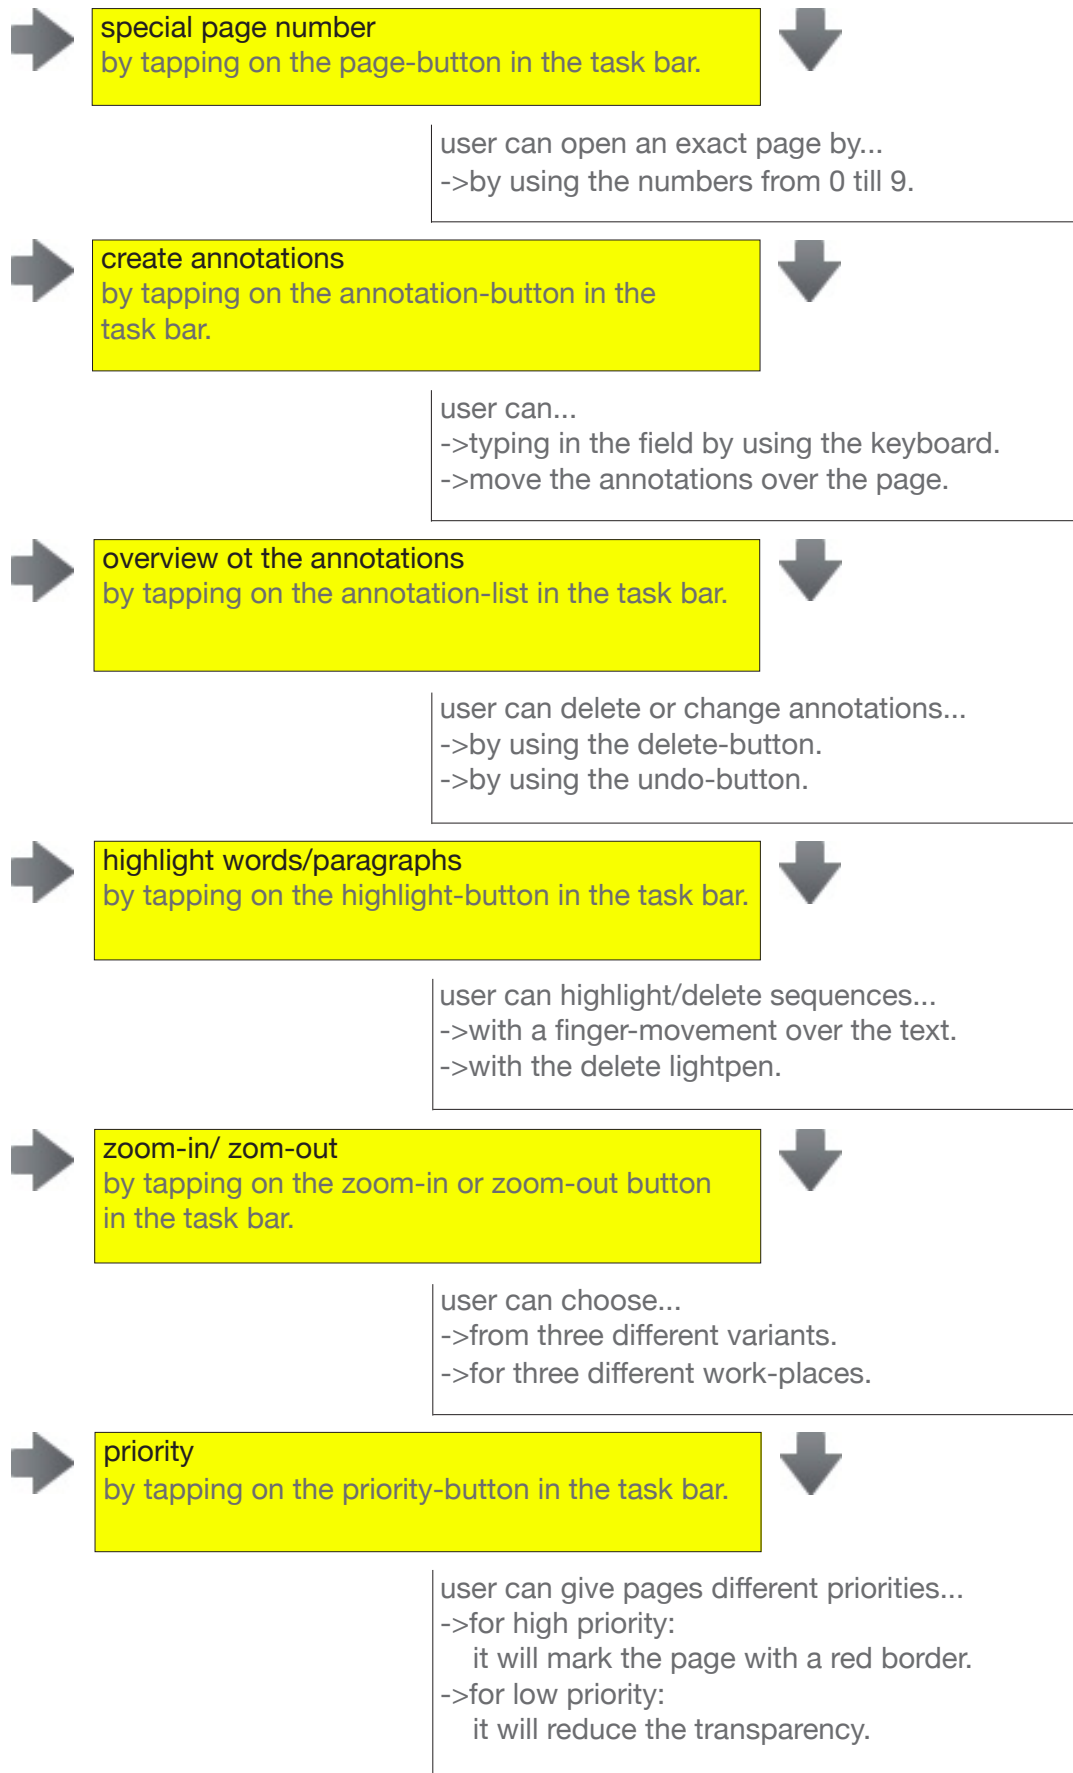 special page number
by tapping on the page-button in the task bar.
user can open an exact page by...
->by using the numbers from 0 till 9.
create annotations
by tapping on the annotation-button in the
task bar.
user can...
->typing in the field by using the keyboard.
->move the annotations over the page.
overview ot the annotations
by tapping on the annotation-list in the task bar.
user can delete or change annotations...
->by using the delete-button.
->by using the undo-button.
highlight words/paragraphs
by tapping on the highlight-button in the task bar.
user can highlight/delete sequences...
->with a finger-movement over the text.
->with the delete lightpen.
zoom-in/ zom-out
by tapping on the zoom-in or zoom-out button
in the task bar.
user can choose...
->from three different variants.
->for three different work-places.
priority
by tapping on the priority-button in the task bar.
user can give pages different priorities...
->for high priority:
it will mark the page with a red border.
->for low priority:
it will reduce the transparency.